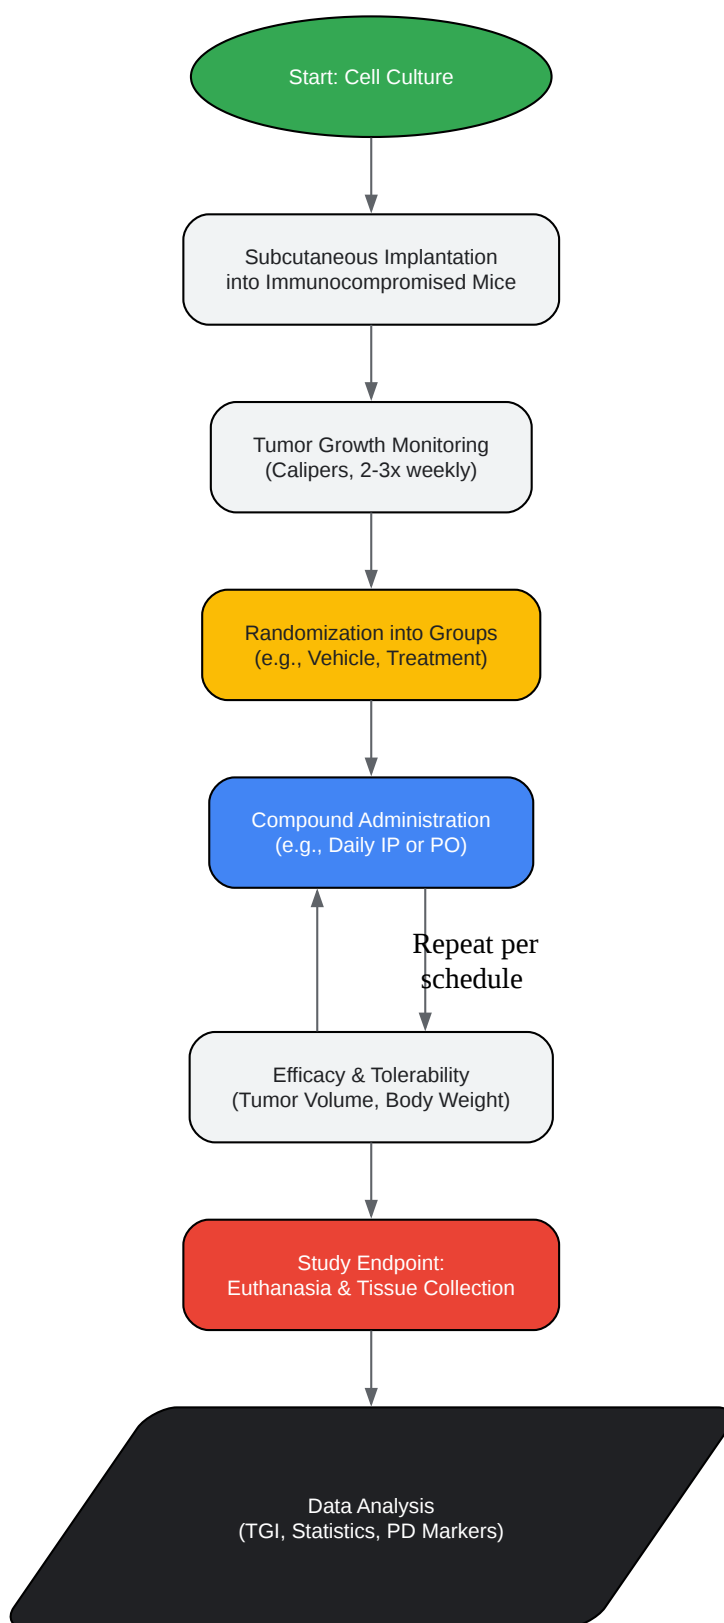 Start: Cell Culture
Subcutaneous Implantation
into Immunocompromised Mice
Tumor Growth Monitoring
(Calipers, 2-3x weekly)
Randomization into Groups
(e.g., Vehicle, Treatment)
Compound Administration
(e.g., Daily IP or PO)
Repeat per
schedule
Efficacy & Tolerability
(Tumor Volume, Body Weight)
Study Endpoint:
Euthanasia & Tissue Collection
Data Analysis
(TGI, Statistics, PD Markers)